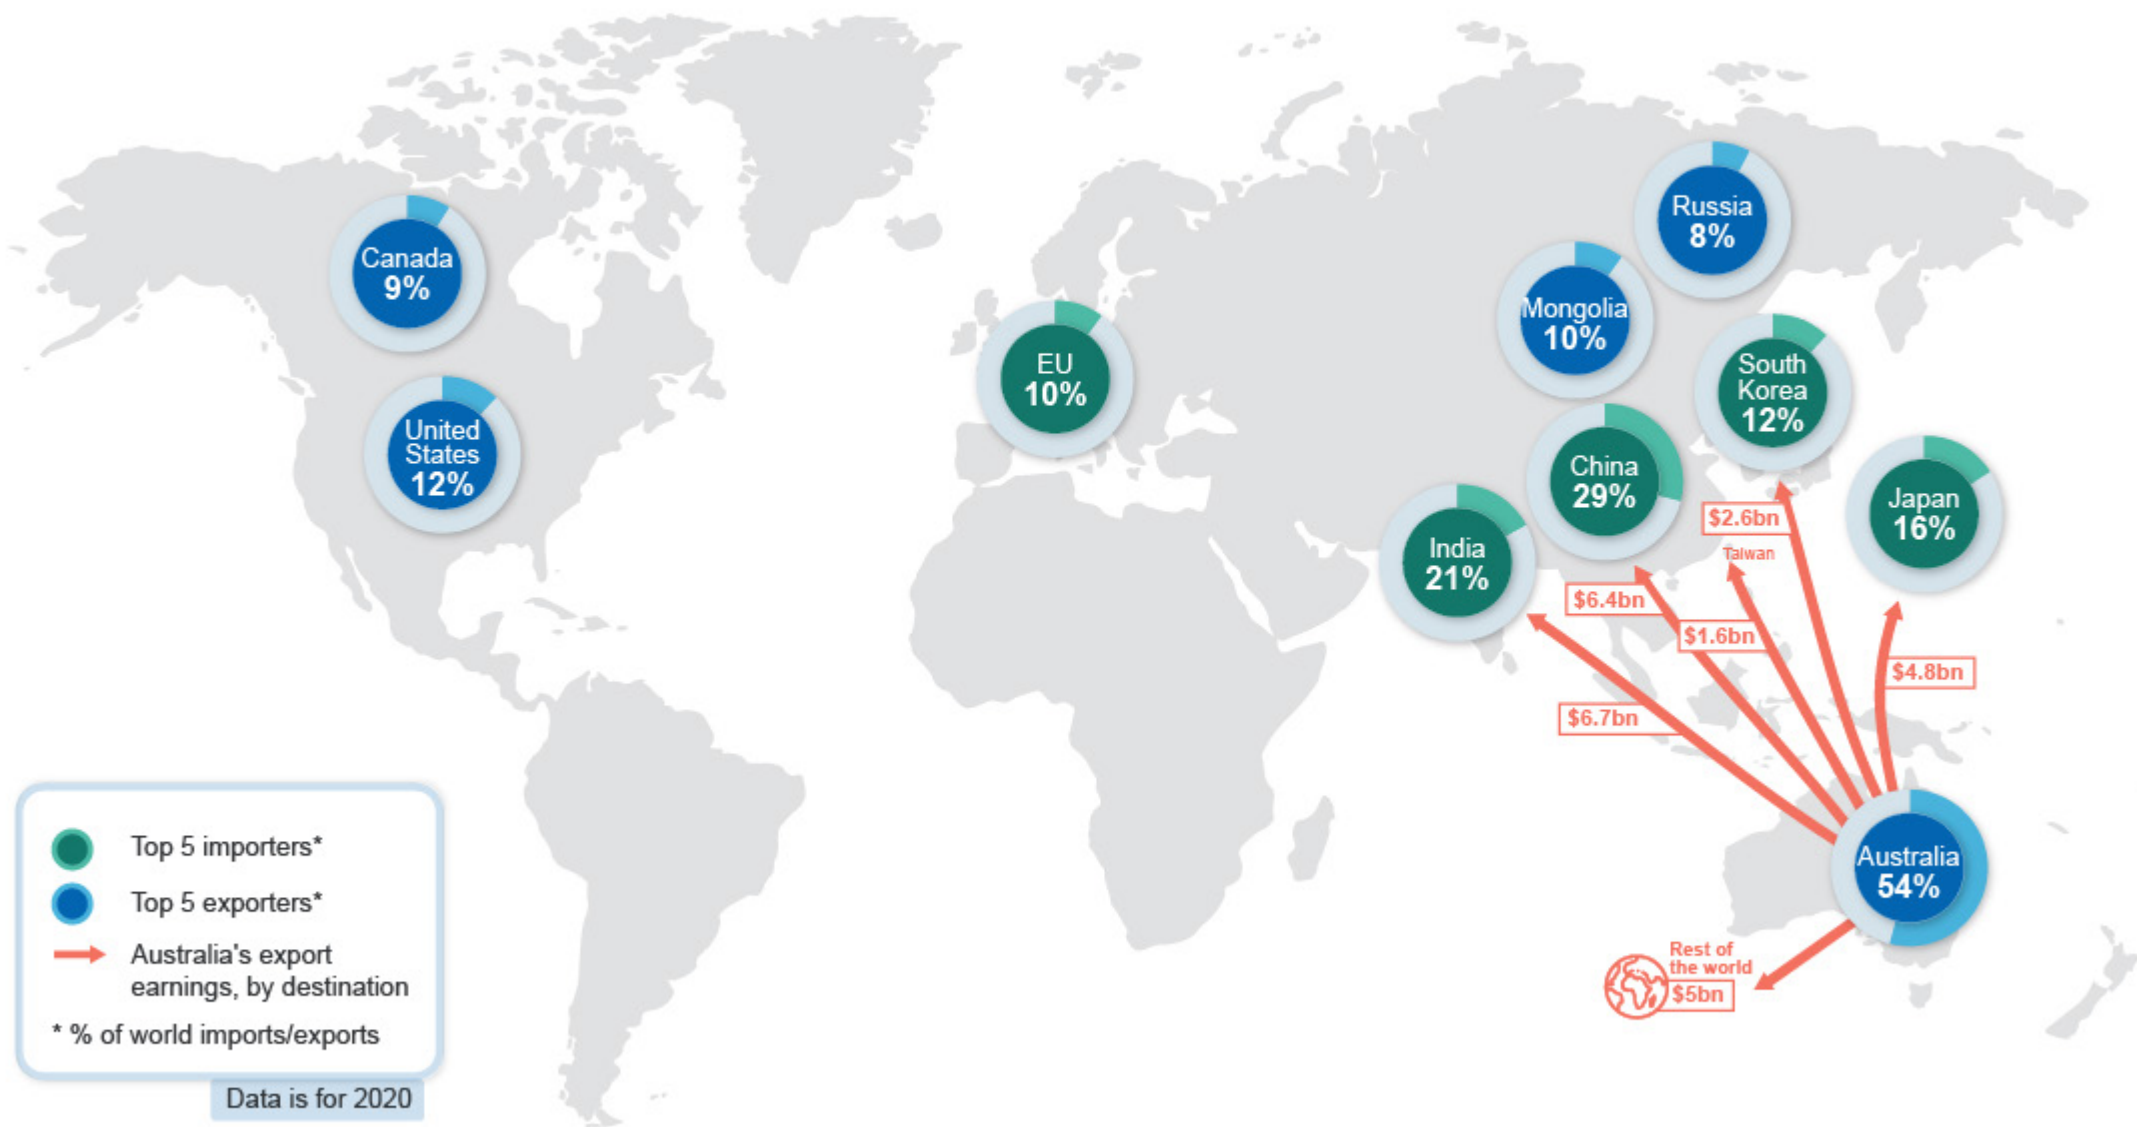 Canada
9%
United
States
12%
EU
10%
Russia
8%
Mongolia
10%
South
Korea
12%
China
29%
Japan
16%
India
21%
$2.6bn
Taiwan
$6.4bn
$1.6bn
$4.8bn
$6.7bn
Australia
54%
Rest of
the world
$5bn
Top 5 importers*
Top 5 exporters*
Australia's export
earnings, by destination
* % of world imports/exports
Data is for 2020